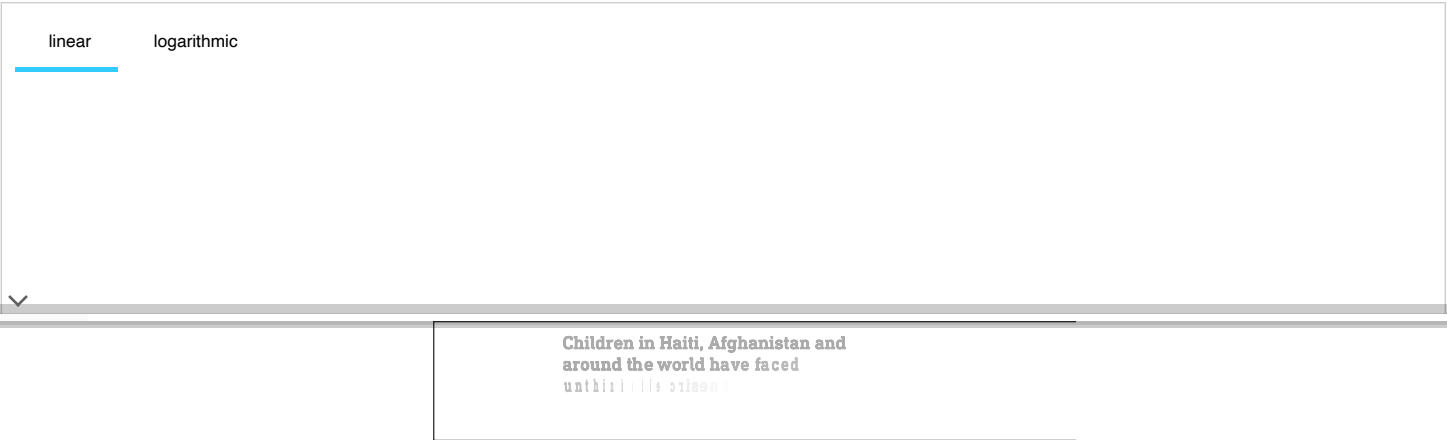 linear logarithmic
Children in Haiti, Afghanistan and
around the world have faced